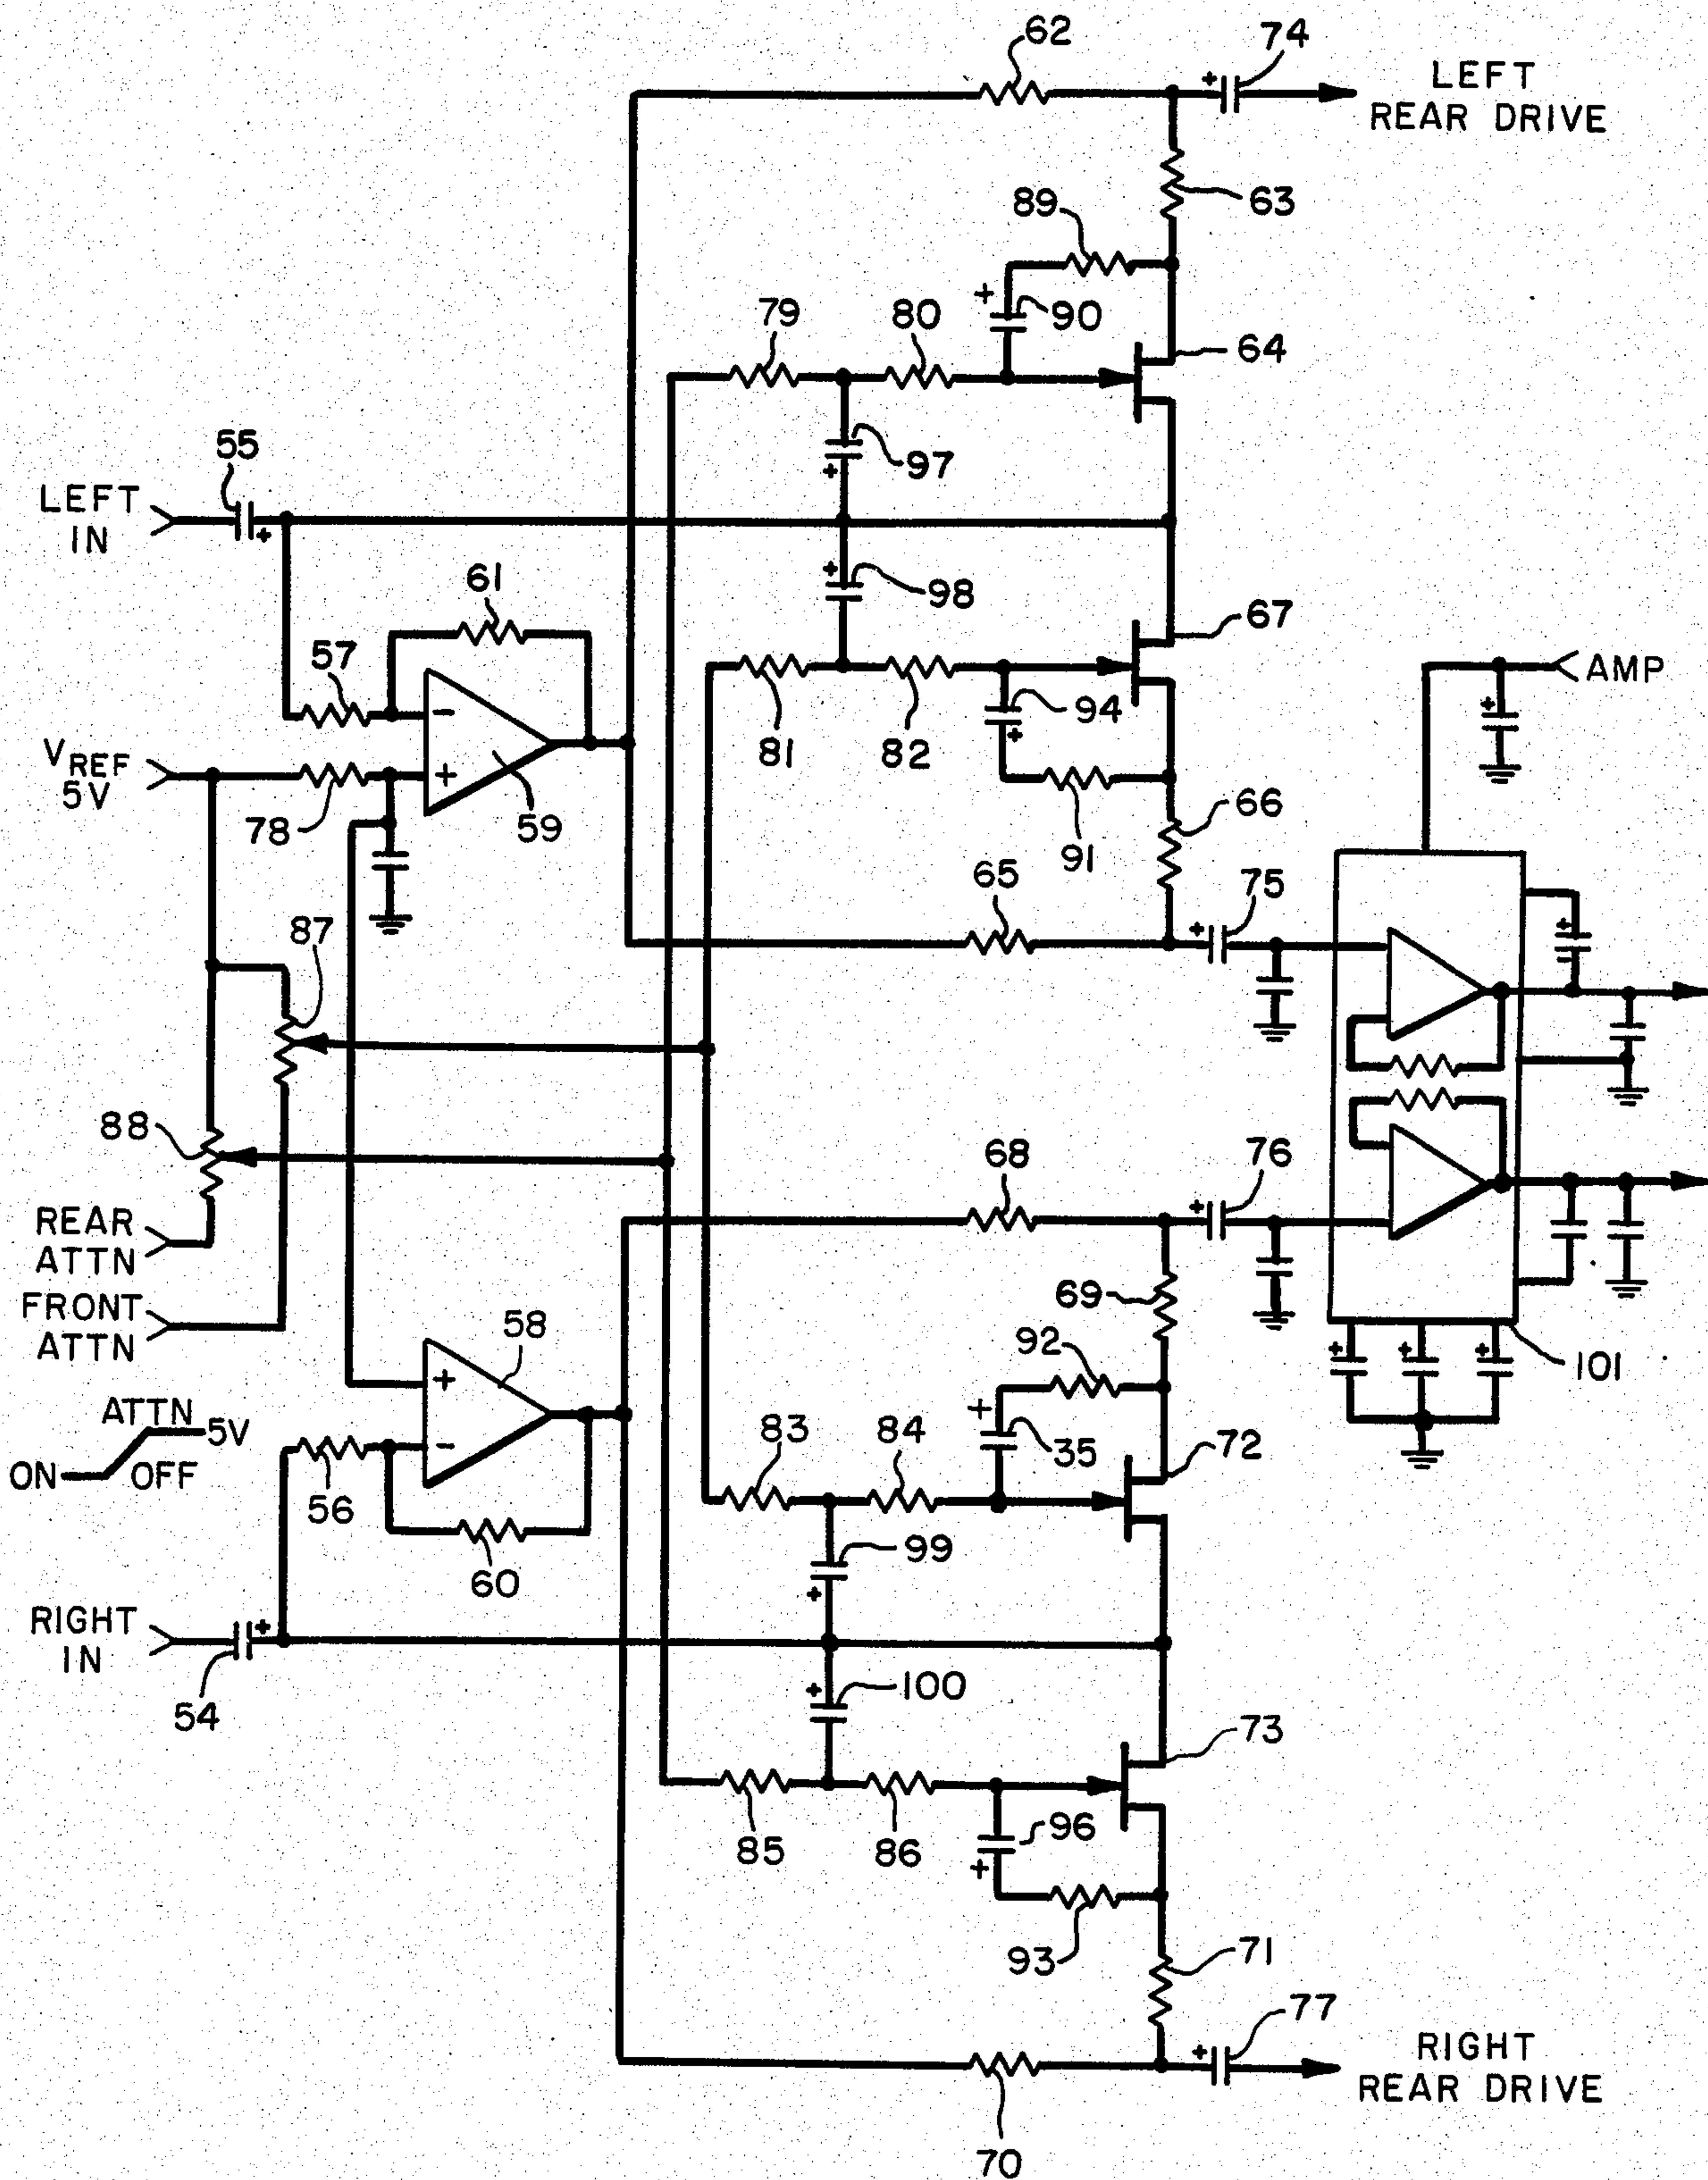 62
74
LEFT
REAR DRIVE
89
63
79
80
+
90
64
55
97
LEFT
IN
+
+
61
98
67
57
AMP
VREF
5V
78
59
81
82
94
+
66
91
87
65
75
88
68
76
REAR
ATTN
FRONT
ATTN
58
92
69
101
ATTN
5V
ON
OFF
56
83
84
+
35
72
60
99
RIGHT
IN
54
100
73
85
86
96
+
93
71
77
RIGHT
REAR DRIVE
70